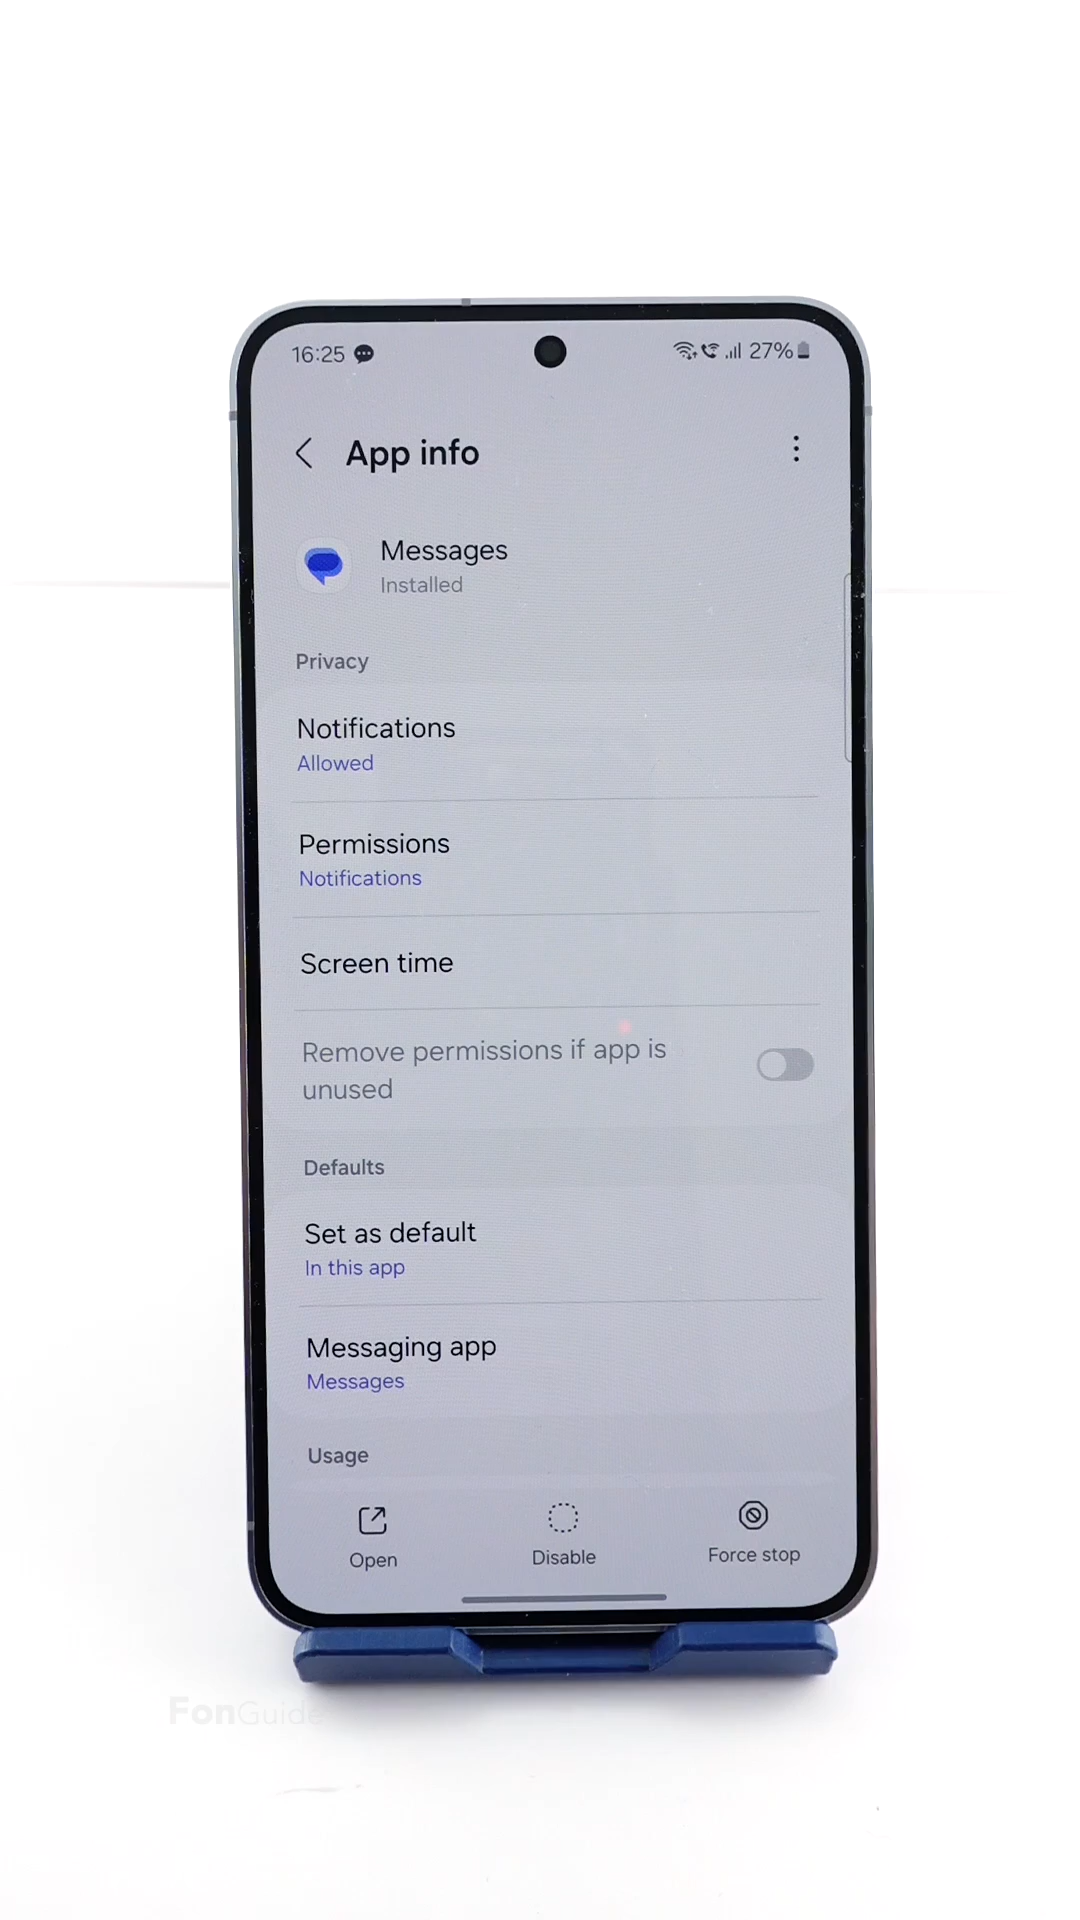 16:25
27%
App info
Messages
Installed
Privacy
Notifications
Allowed
Permissions
Notifications
Screen time
Remove permissions if app is
unused
Defaults
Set as default
In this app
Messaging app
Messages
Usage
Open
Disable
Force stop
FonGuide